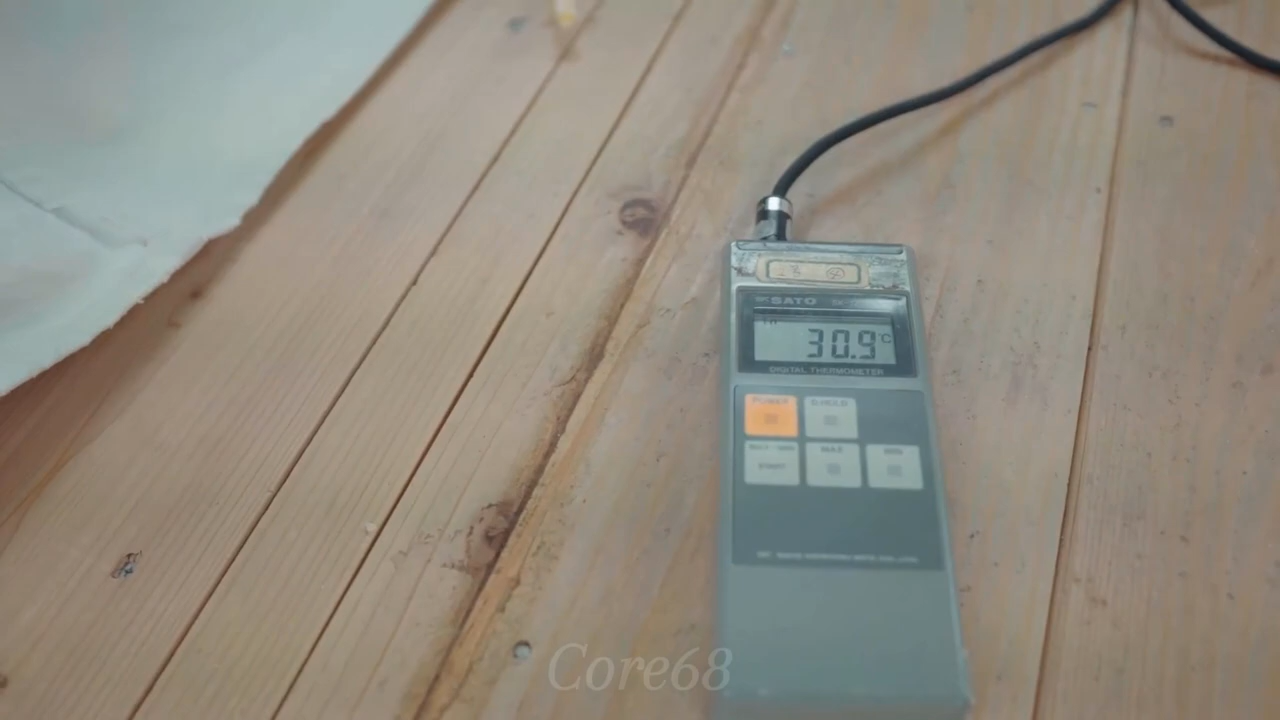 SATO
30.9°C
DIGITAL THERMOMETER
POWER D.HOLD
MAX MIN
Core68